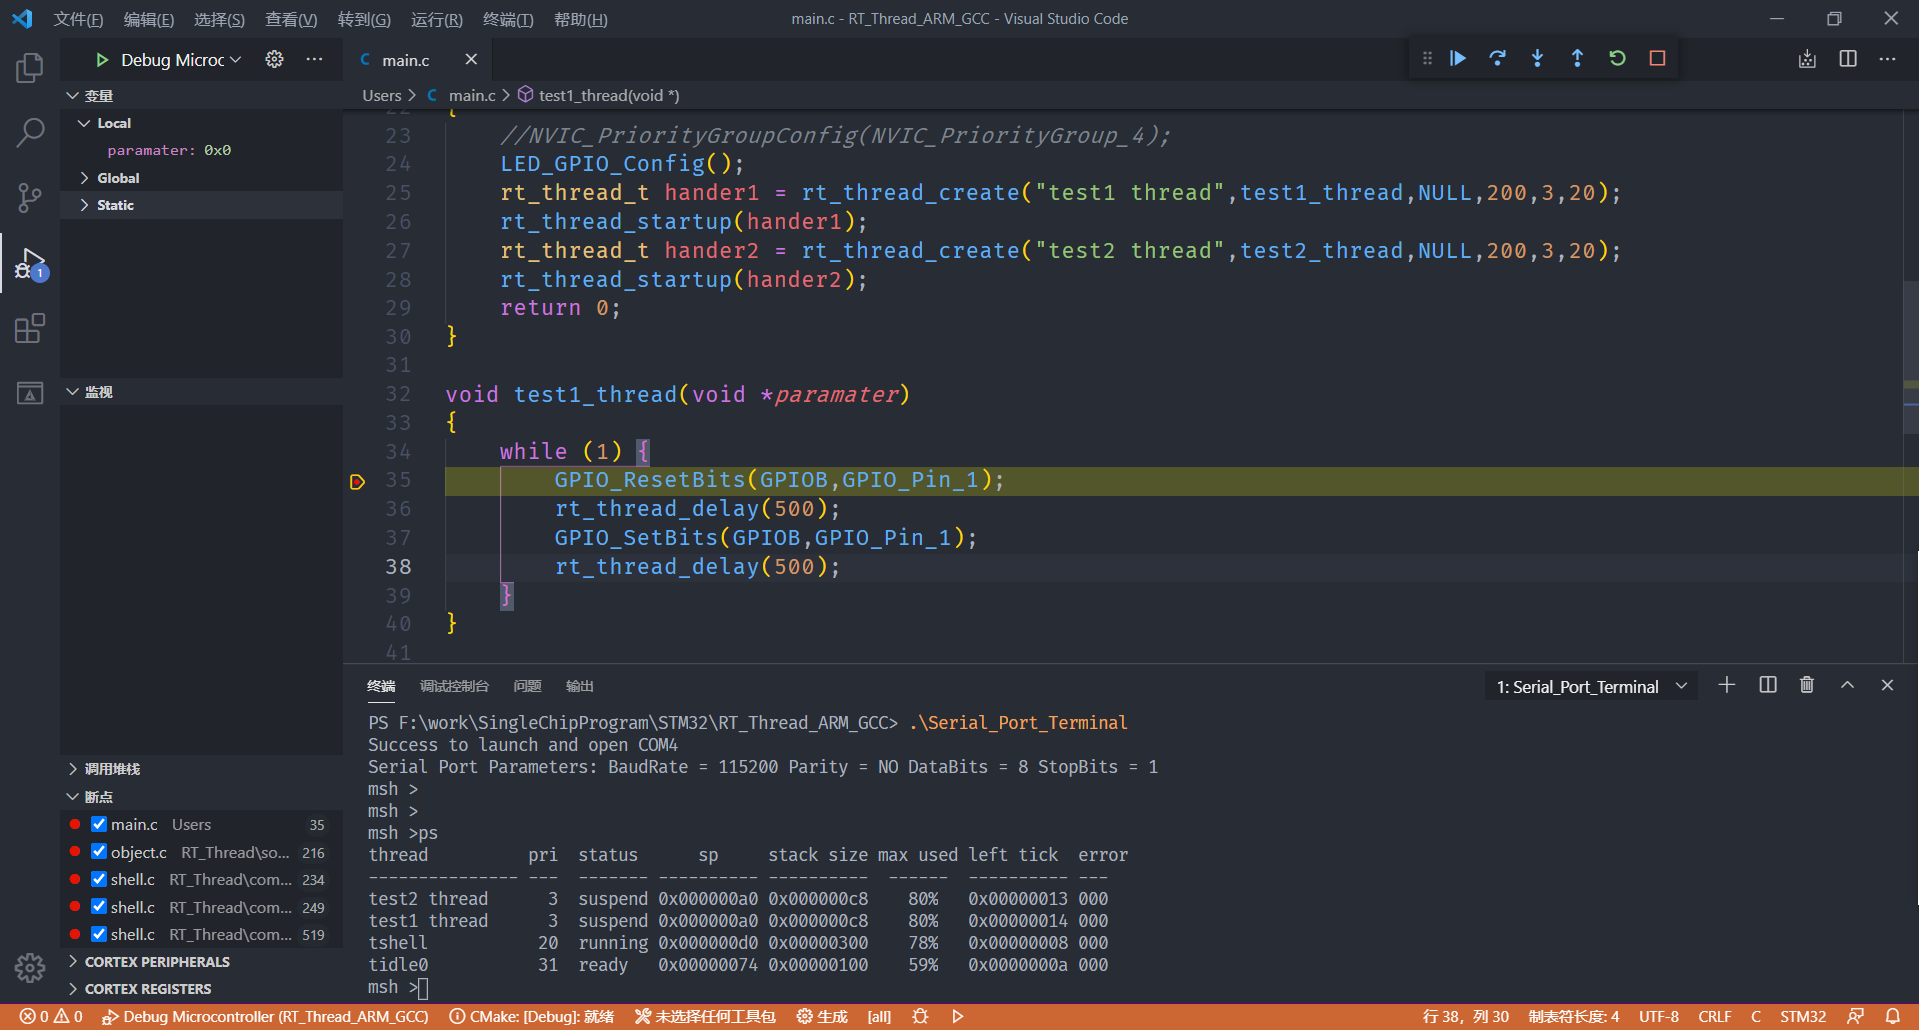 文件(F) 编辑(E) 选择(S) 查看(V) 转到(G) 运行(R) 终端(T) 帮助(H) main.c - RT_Thread_ARM_GCC - Visual Studio Code
Debug Microc
main.c
变量
Local
paramater: 0x0
Global
Static
监视
调用堆栈
断点
main.c Users 35
object.c RT_Thread\so... 216
shell.c RT_Thread\com... 234
shell.c RT_Thread\com... 249
shell.c RT_Thread\com... 519
CORTEX PERIPHERALS
CORTEX REGISTERS
1
Users > main.c > test1_thread(void *)
22 {
23 //NVIC_PriorityGroupConfig(NVIC_PriorityGroup_4);
24 LED_GPIO_Config();
25 rt_thread_t hander1 = rt_thread_create("test1 thread",test1_thread,NULL,200,3,20);
26 rt_thread_startup(hander1);
27 rt_thread_t hander2 = rt_thread_create("test2 thread",test2_thread,NULL,200,3,20);
28 rt_thread_startup(hander2);
29 return 0;
30 }
31
32 void test1_thread(void *paramater)
33 {
34 while (1) {
35 GPIO_ResetBits(GPIOB,GPIO_Pin_1);
36 rt_thread_delay(500);
37 GPIO_SetBits(GPIOB,GPIO_Pin_1);
38 rt_thread_delay(500);
39 }
40 }
41
终端 调试控制台 问题 输出 1: Serial_Port_Terminal
PS F:\work\SingleChipProgram\STM32\RT_Thread_ARM_GCC> .\Serial_Port_Terminal
Success to launch and open COM4
Serial Port Parameters: BaudRate = 115200 Parity = NO DataBits = 8 StopBits = 1
msh >
msh >
msh >ps
thread pri status sp stack size max used left tick error
--------------- --- ------- ---------- ---------- ------ ---------- ---
test2 thread 3 suspend 0x000000a0 0x000000c8 80% 0x00000013 000
test1 thread 3 suspend 0x000000a0 0x000000c8 80% 0x00000014 000
tshell 20 running 0x000000d0 0x00000300 78% 0x00000008 000
tidle0 31 ready 0x00000074 0x00000100 59% 0x0000000a 000
msh >
0 0 Debug Microcontroller (RT_Thread_ARM_GCC) CMake: [Debug]: 就绪 未选择任何工具包 生成 [all] 行 38，列 30 制表符长度: 4 UTF-8 CRLF C STM32